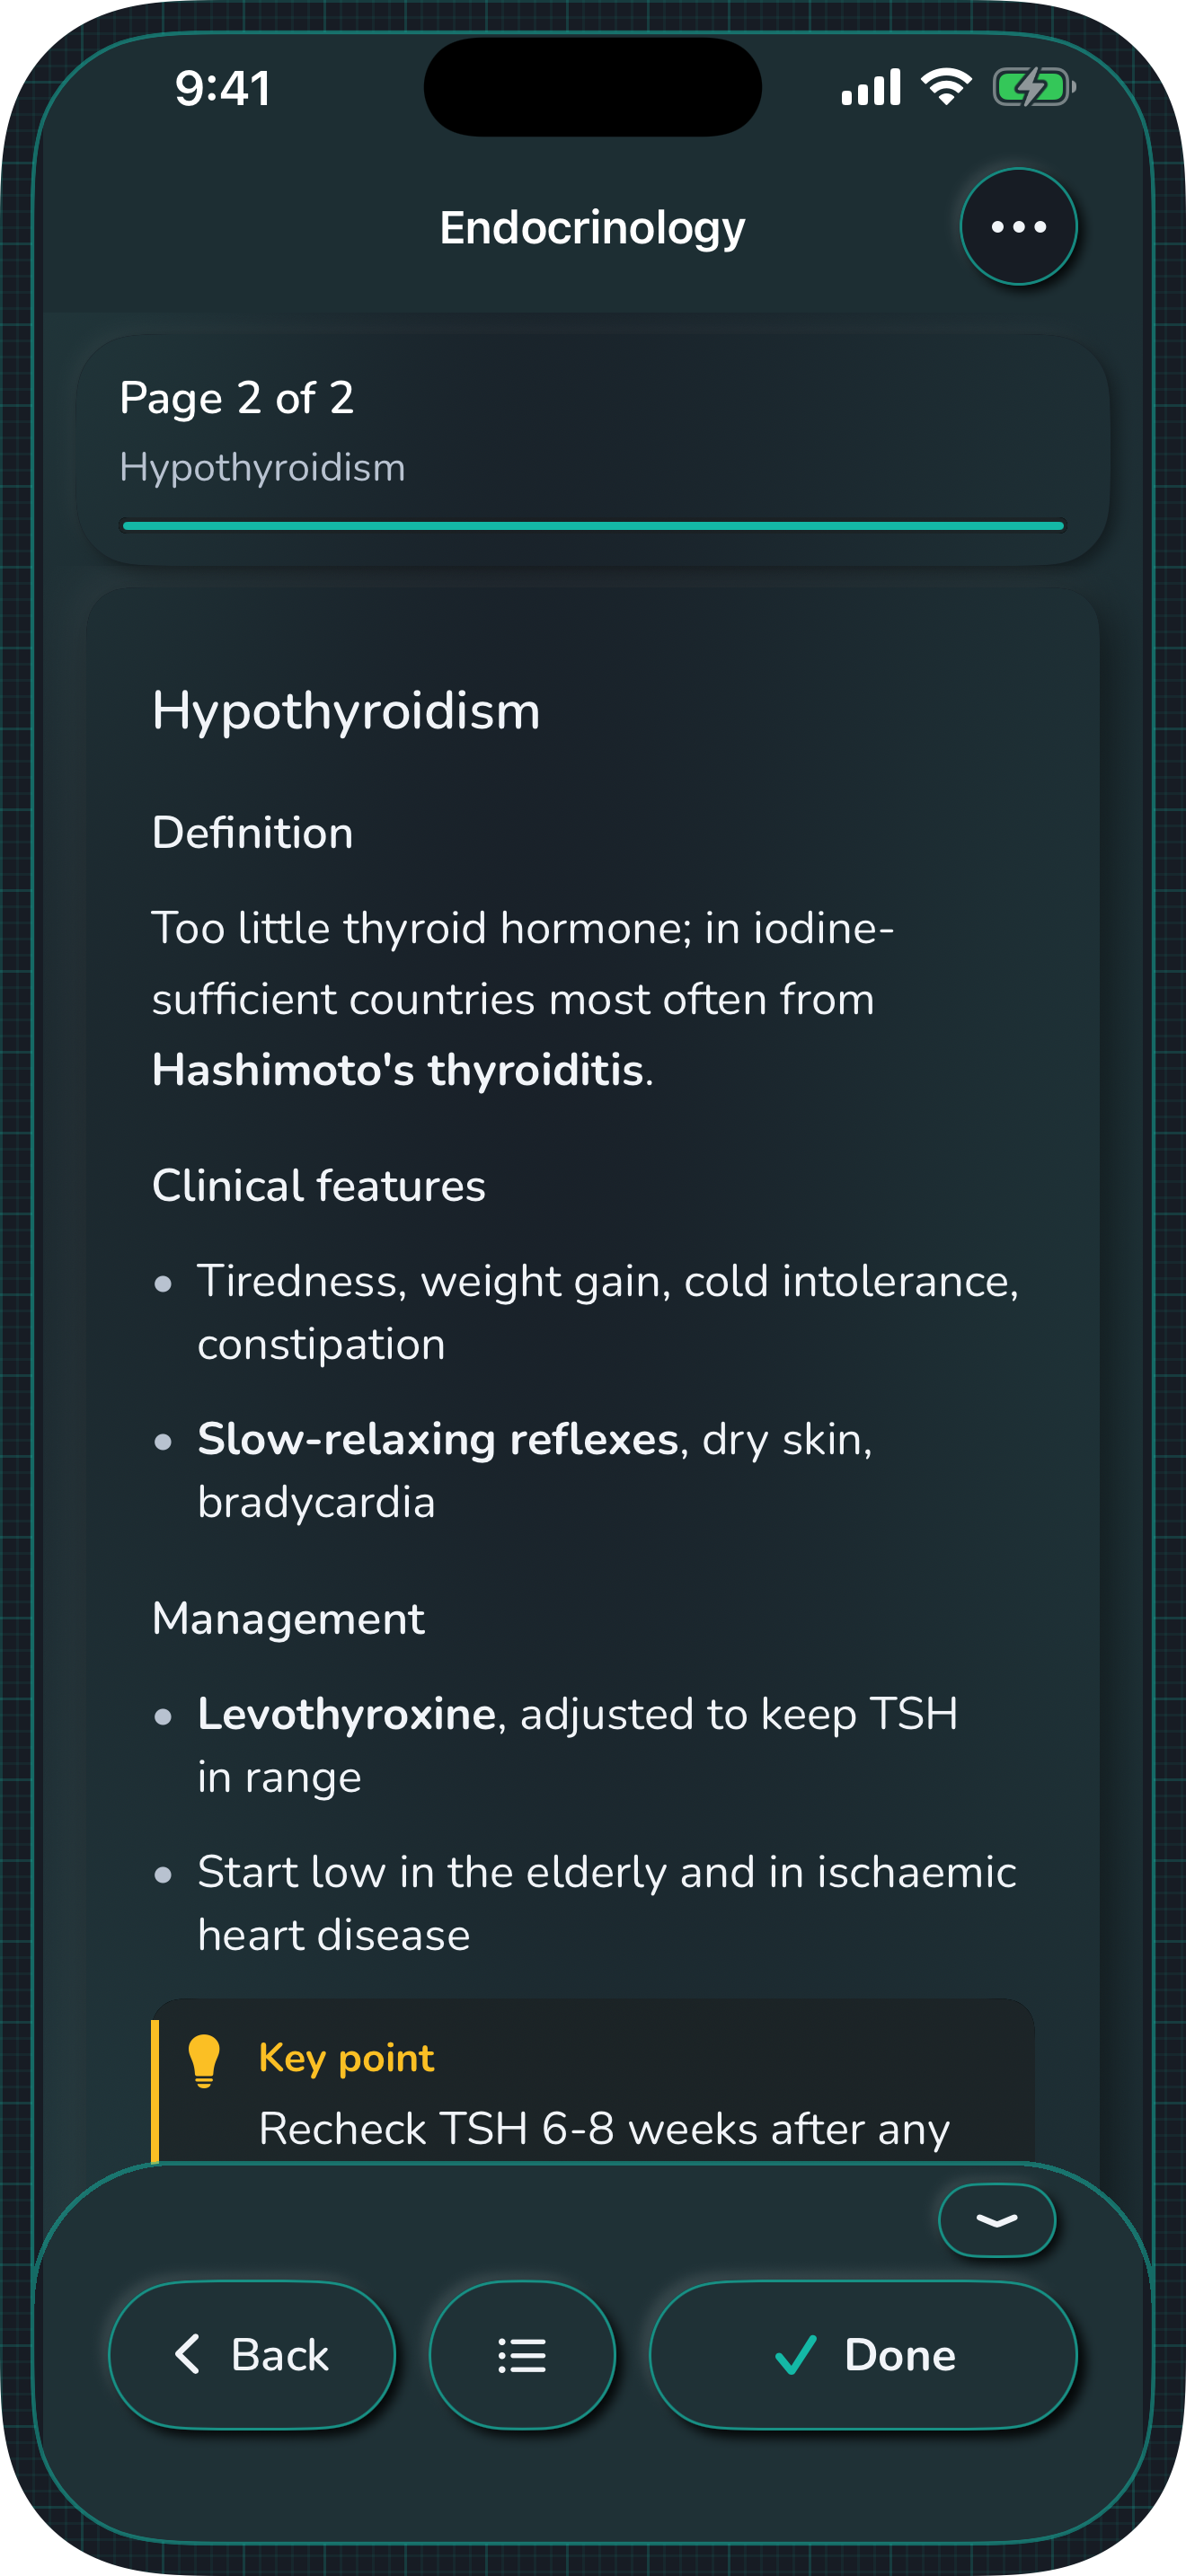 9:41
Endocrinology
Page 2 of 2
Hypothyroidism
Hypothyroidism
Definition
Too little thyroid hormone; in iodine-
sufficient countries most often from
Hashimoto's thyroiditis.
Clinical features
Tiredness, weight gain, cold intolerance,
constipation
Slow-relaxing reflexes, dry skin,
bradycardia
Management
Levothyroxine, adjusted to keep TSH
in range
Start low in the elderly and in ischaemic
heart disease
Key point
Recheck TSH 6-8 weeks after any
Back
Done